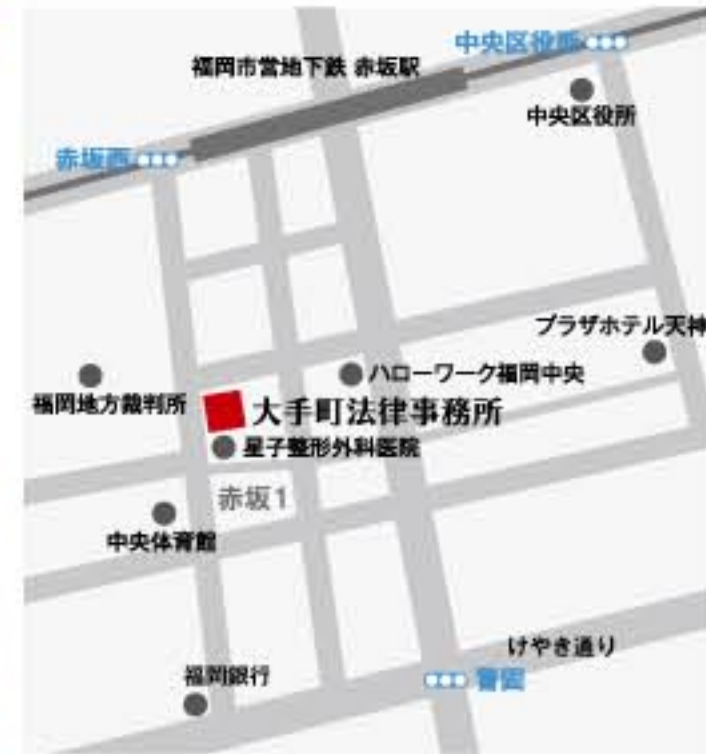 中央区役所
福岡市営地下鉄 赤坂駅
中央区役所
赤坂西
プラザホテル天神
ハローワーク福岡中央
福岡地方裁判所
大手町法律事務所
星子整形外科医院
赤坂1
中央体育館
けやき通り
福岡銀行
警固